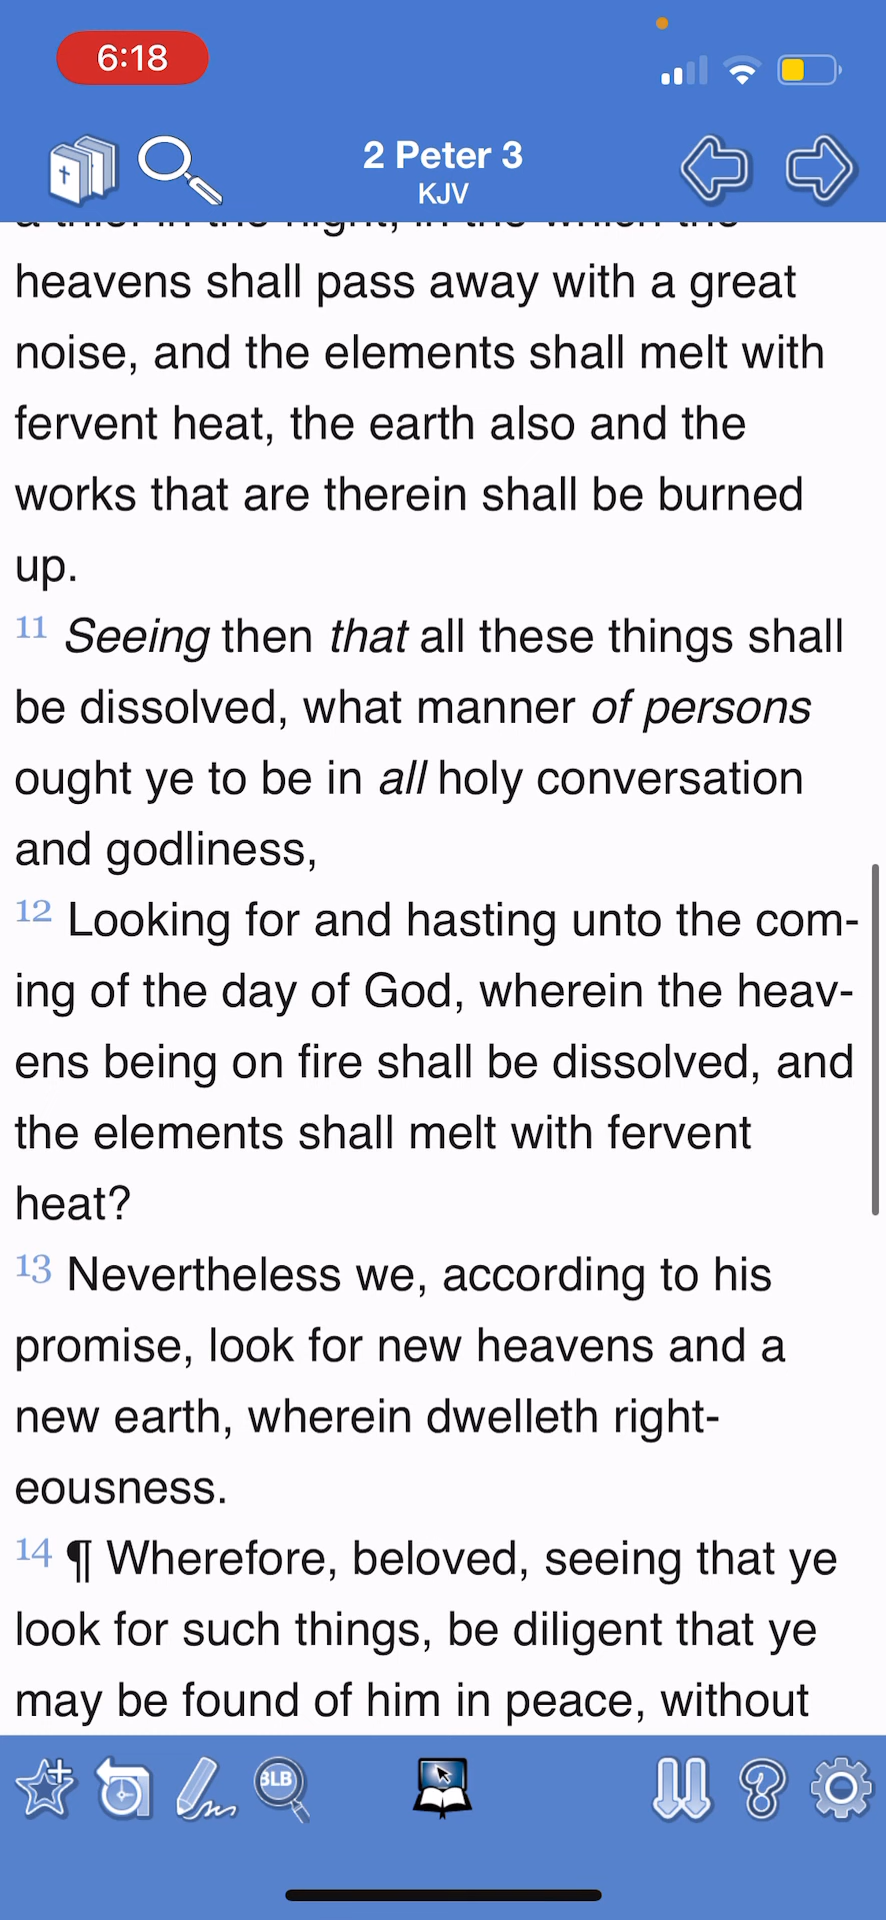 6:18
2 Peter 3
KJV
heavens shall pass away with a great
noise, and the elements shall melt with
fervent heat, the earth also and the
works that are therein shall be burned
up.
11 Seeing then that all these things shall
be dissolved, what manner of persons
ought ye to be in all holy conversation
and godliness,
12 Looking for and hasting unto the com-
ing of the day of God, wherein the heav-
ens being on fire shall be dissolved, and
the elements shall melt with fervent
heat?
13 Nevertheless we, according to his
promise, look for new heavens and a
new earth, wherein dwelleth right-
eousness.
14 ¶ Wherefore, beloved, seeing that ye
look for such things, be diligent that ye
may be found of him in peace, without
BLB